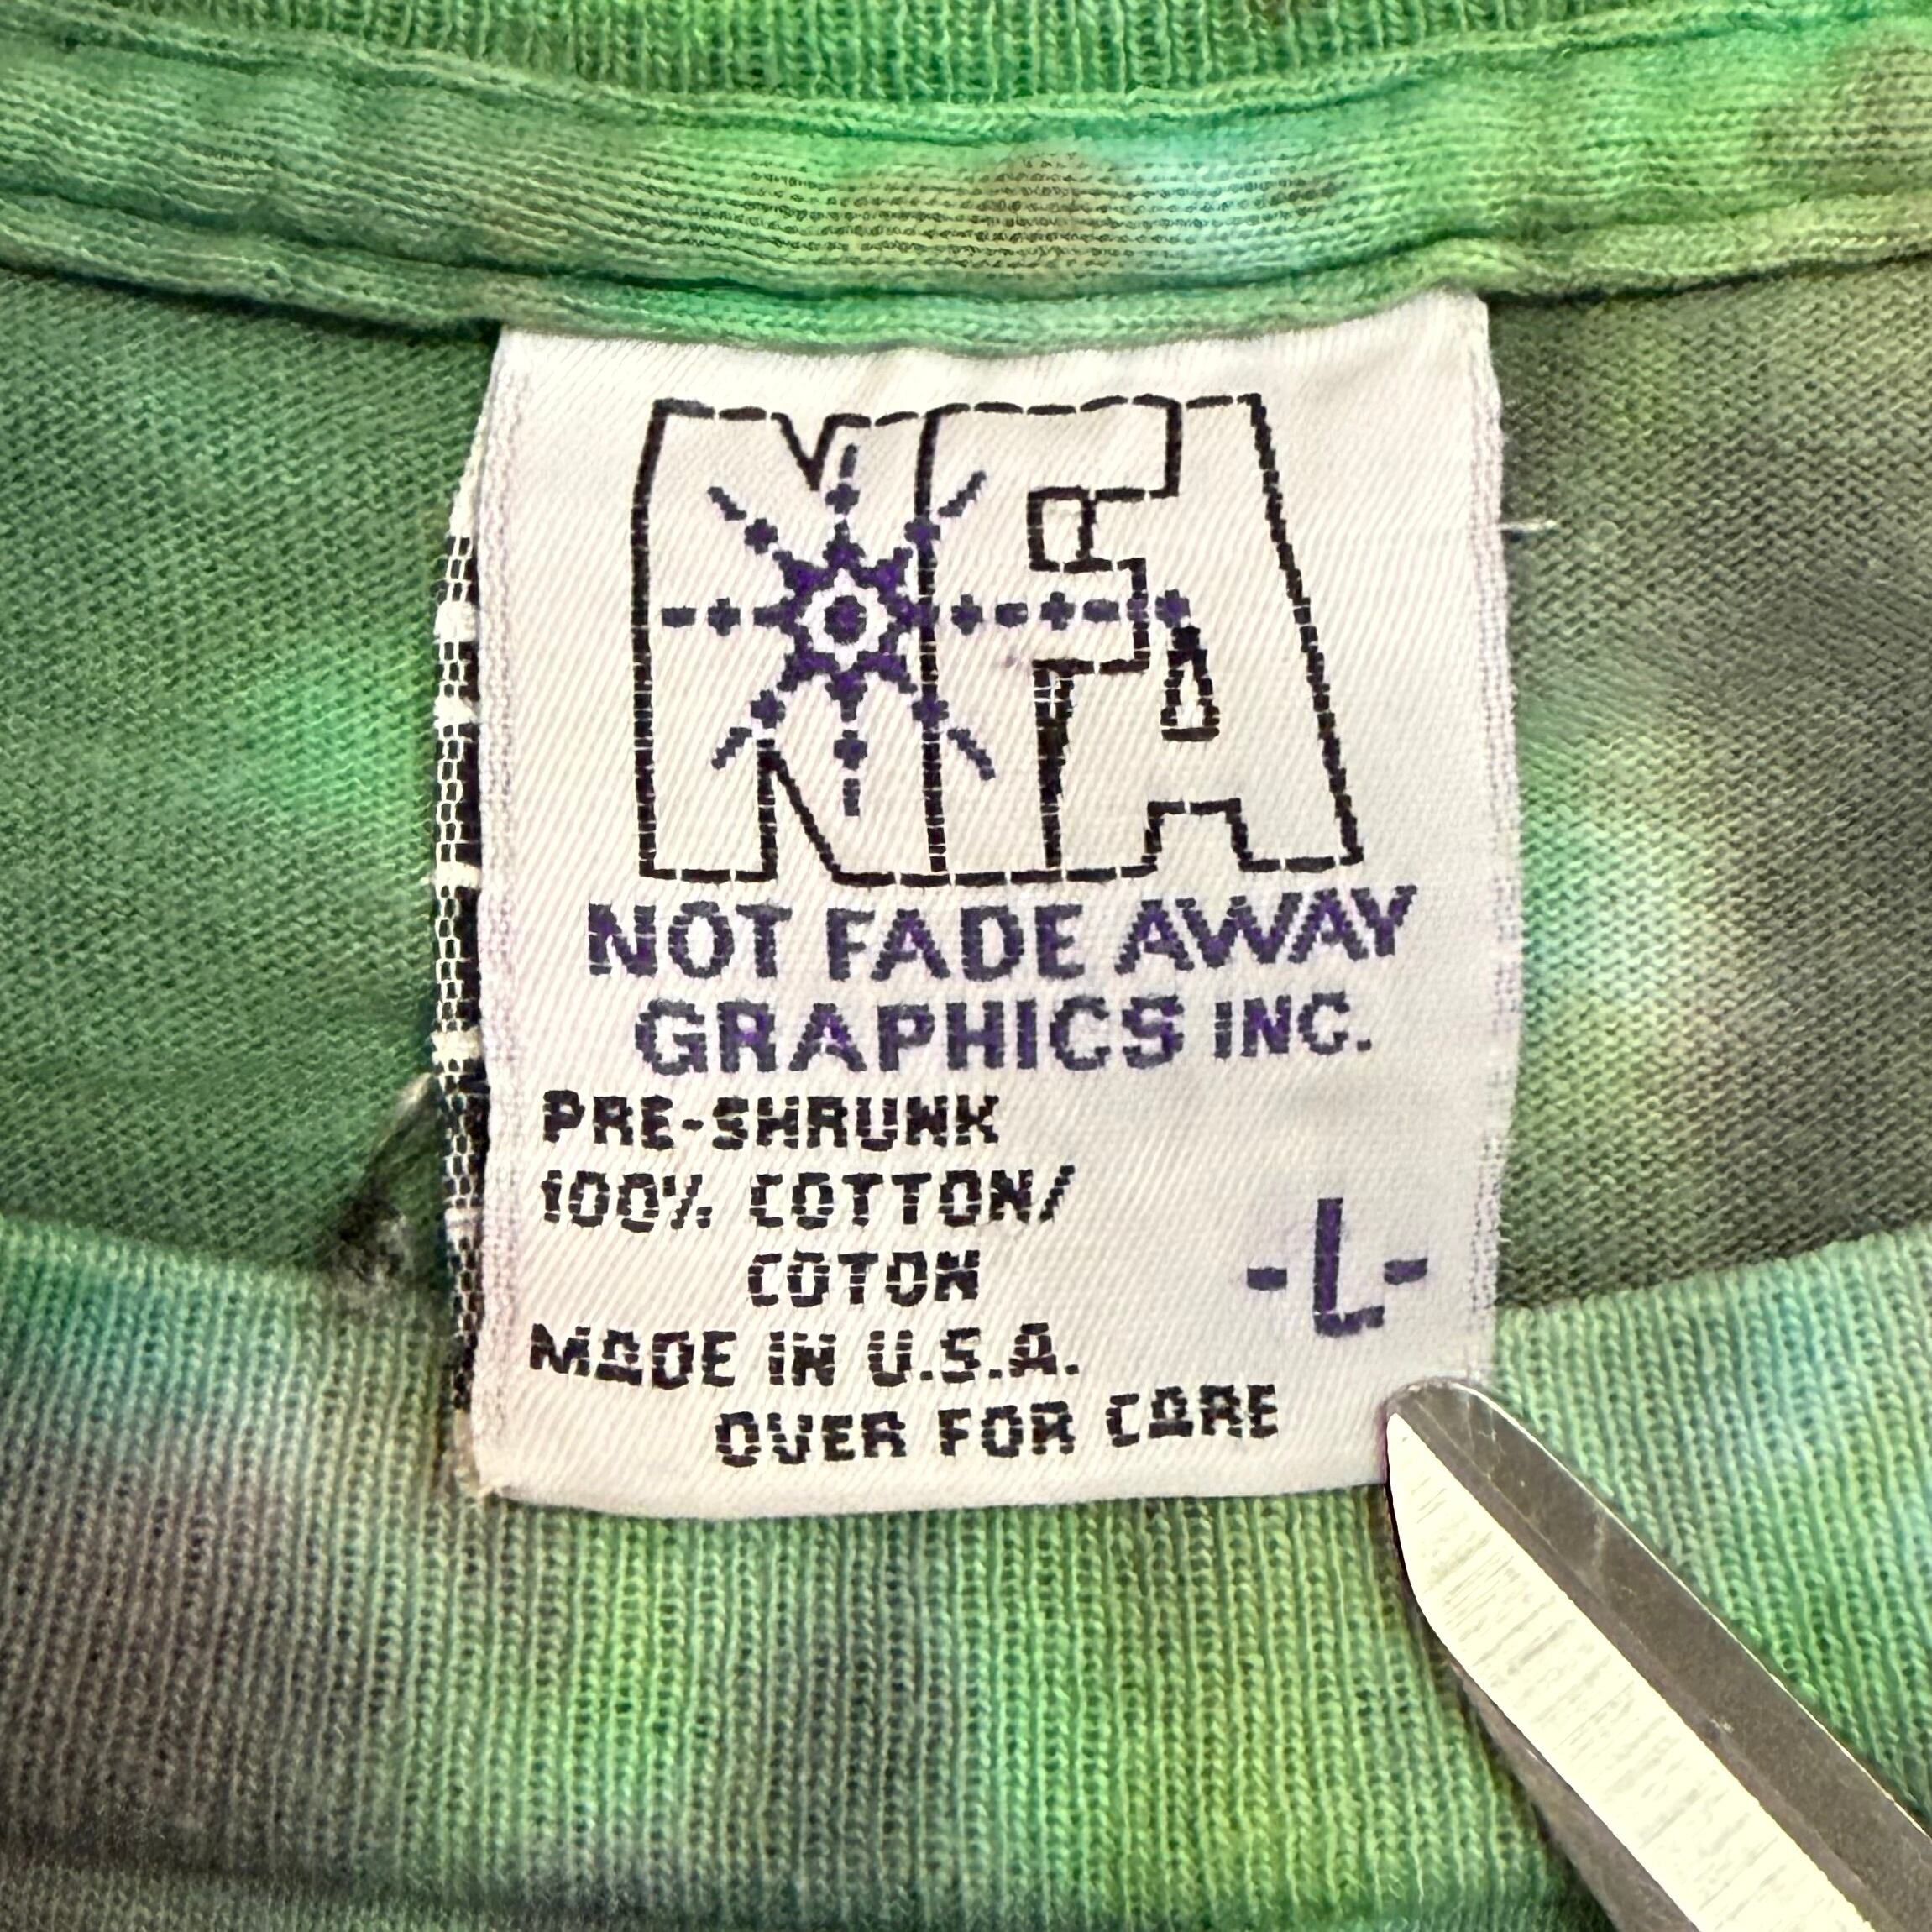 NFA
NOT FADE AWAY
GRAPHICS INC.
PRE-SHRUNK
100% COTTON/
COTON
-L-
MADE IN U.S.A.
OVER FOR CARE